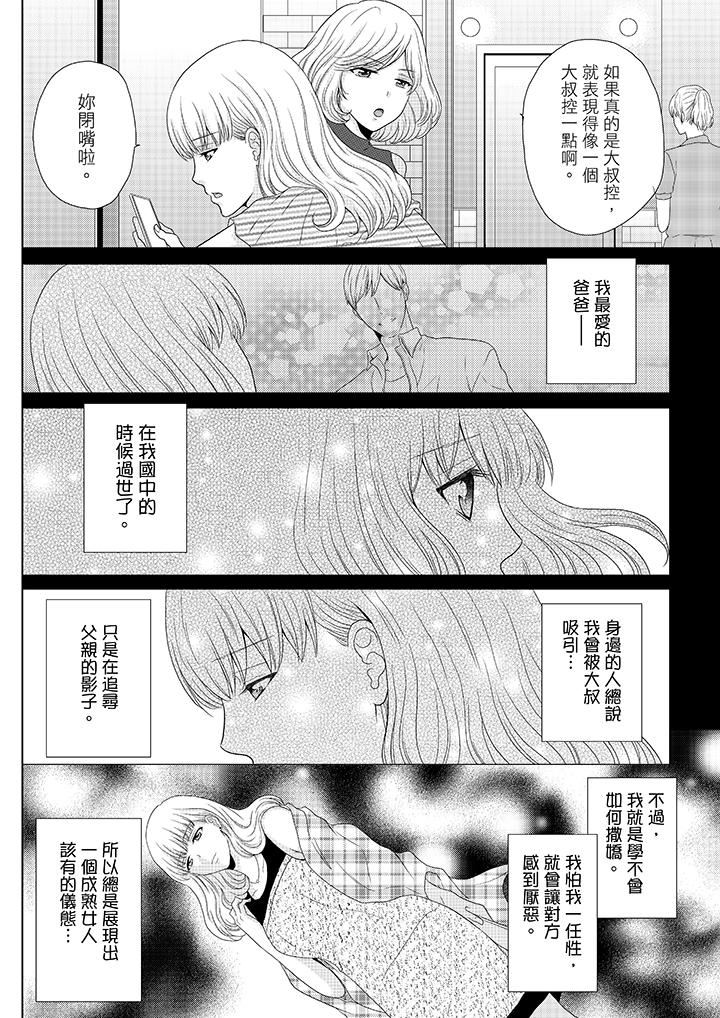 如果真的是大叔控，
就表現得像一個
大叔控一點啊。
妳閉嘴啦。
我最愛的
爸爸──
在我國中的
時候過世了。
身邊的人總說
我會被大叔
吸引…
只是在追尋
父親的影子。
不過，
我就是學不會
如何撒嬌。
我怕我一任性，
就會讓對方
感到厭惡。
所以總是展現出
一個成熟女人
該有的儀態…